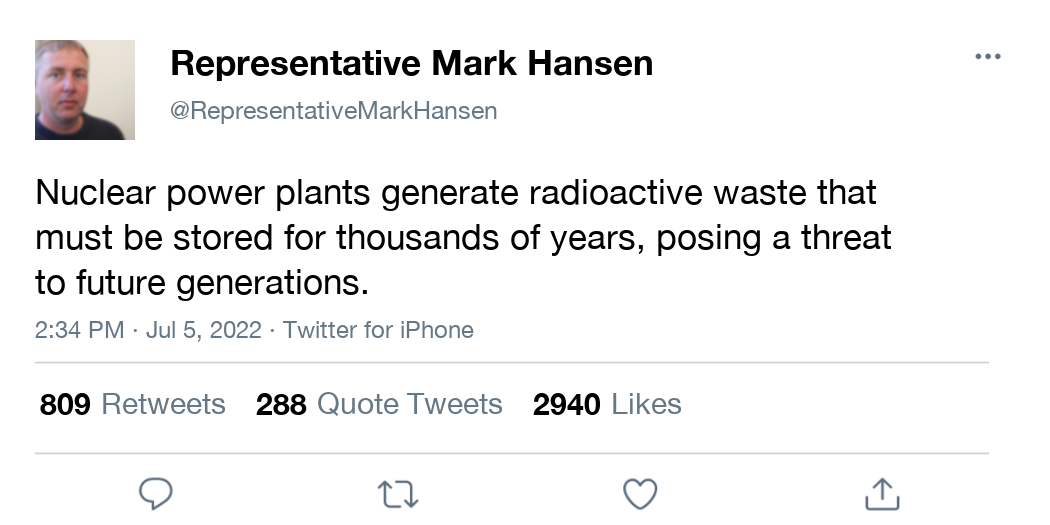 Representative Mark Hansen
@RepresentativeMarkHansen
Nuclear power plants generate radioactive waste that
must be stored for thousands of years, posing a threat
to future generations.
2:34 PM · Jul 5, 2022 · Twitter for iPhone
809 Retweets 288 Quote Tweets 2940 Likes